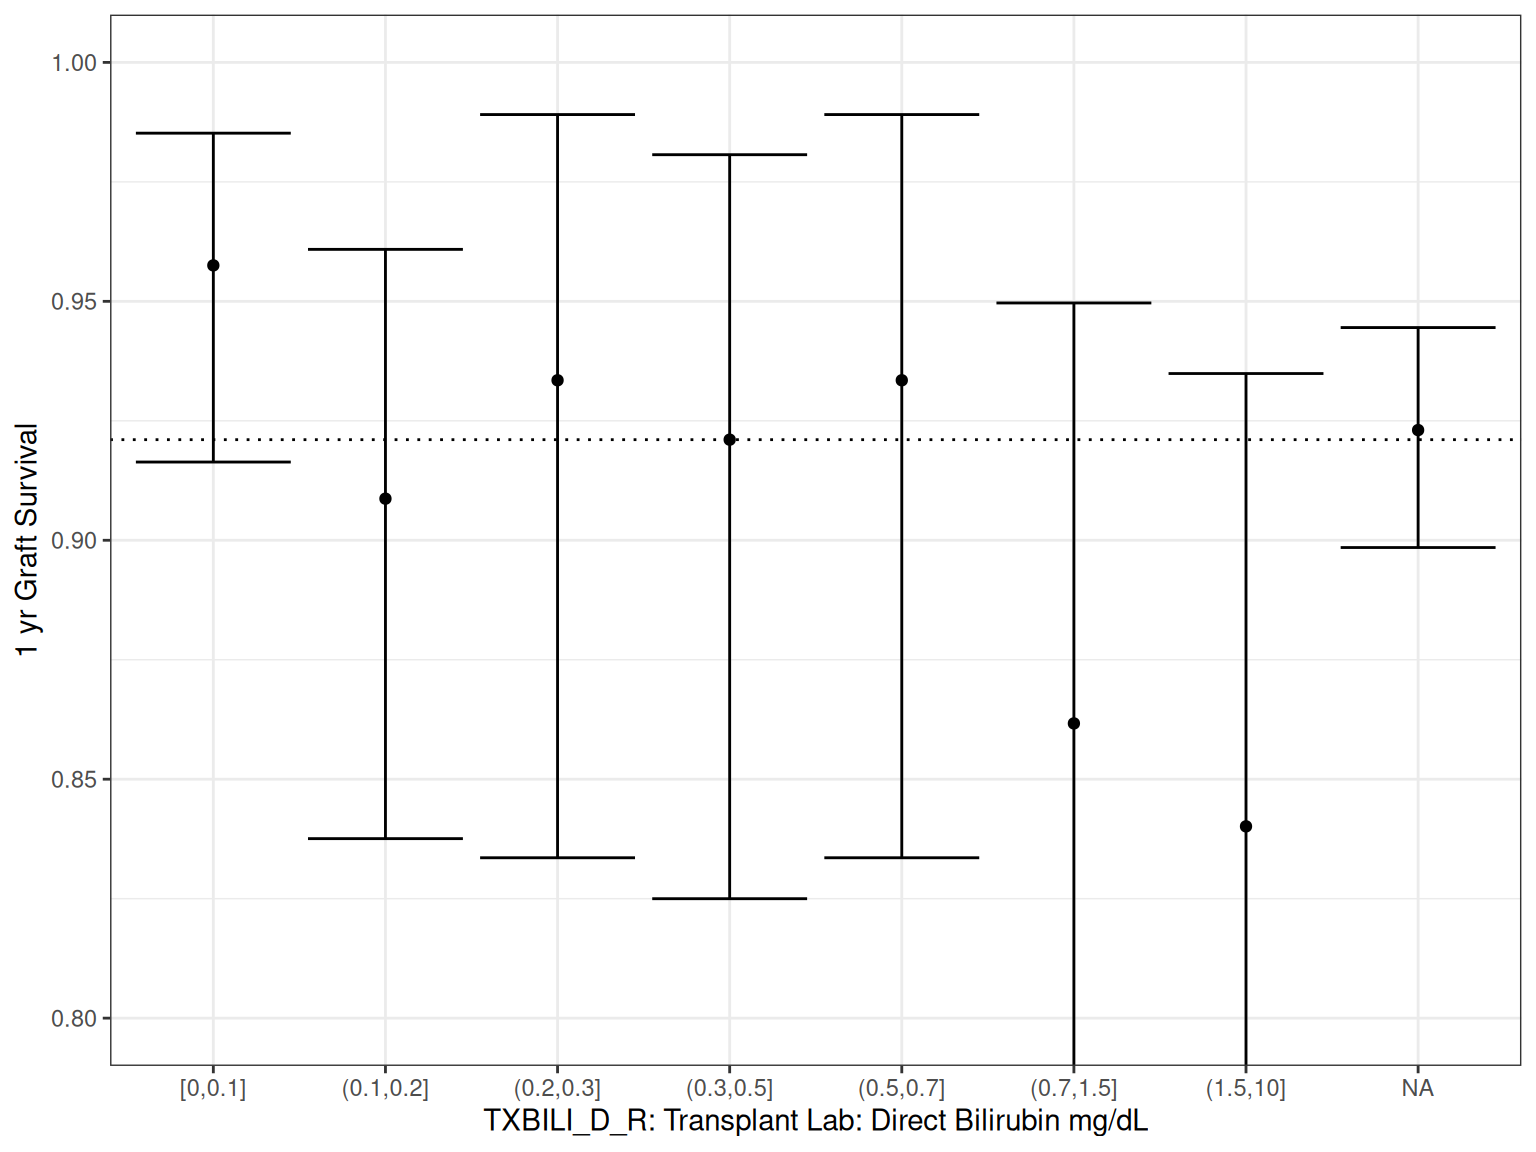 1.00
0.95
0.90
0.85
0.80
1 yr Graft Survival
[0,0.1] (0.1,0.2] (0.2,0.3] (0.3,0.5] (0.5,0.7] (0.7,1.5] (1.5,10] NA
TXBILI_D_R: Transplant Lab: Direct Bilirubin mg/dL